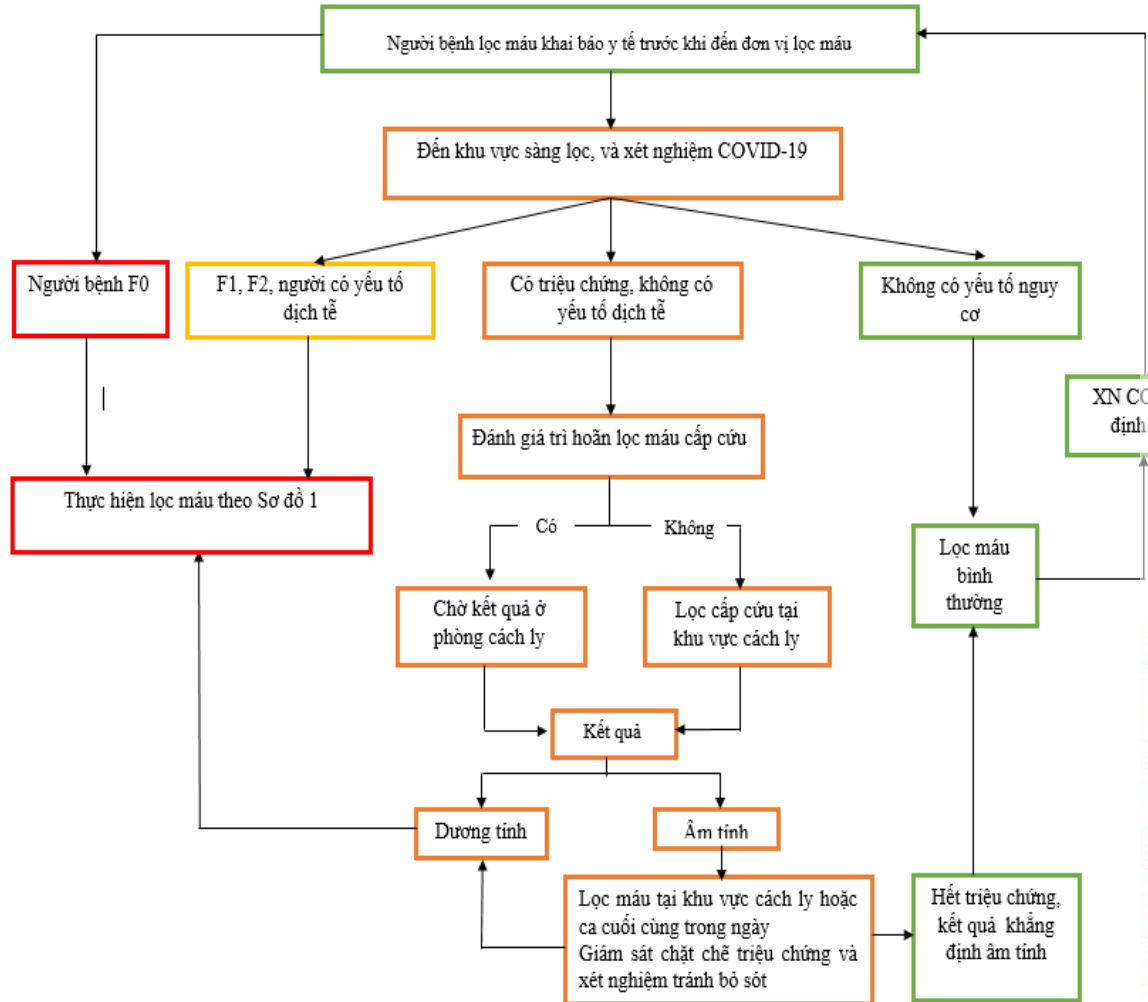 Người bệnh lọc máu khai báo y tế trước khi đến đơn vị lọc máu
Đến khu vực sàng lọc, và xét nghiệm COVID-19
Người bệnh F0
F1, F2, người có yếu tố
dịch tễ
Có triệu chứng, không có
yếu tố dịch tễ
Không có yếu tố nguy
cơ
XN CO
định
Đánh giá trì hoãn lọc máu cấp cứu
Thực hiện lọc máu theo Sơ đồ 1
Có
Không
Lọc máu
bình
thường
Chờ kết quả ở
phòng cách ly
Lọc cấp cứu tại
khu vực cách ly
Kết quả
Dương tính
Âm tính
Lọc máu tại khu vực cách ly hoặc
ca cuối cùng trong ngày
Giám sát chặt chẽ triệu chứng và
xét nghiệm tránh bỏ sót
Hết triệu chứng,
kết quả khẳng
định âm tính